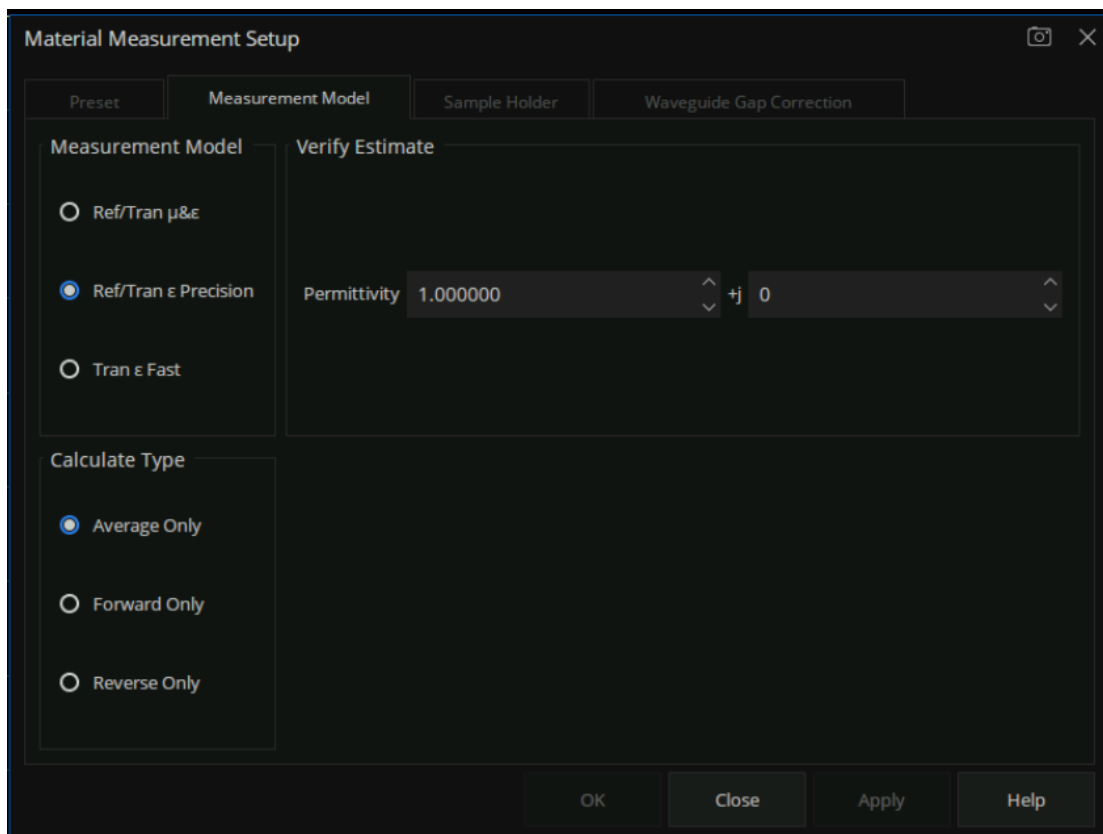 Material Measurement Setup
Preset
Measurement Model
Sample Holder
Waveguide Gap Correction
Measurement Model
Ref/Tran μ&ε
Ref/Tran ε Precision
Tran ε Fast
Verify Estimate
Permittivity 1.000000 +j 0
Calculate Type
Average Only
Forward Only
Reverse Only
OK
Close
Apply
Help